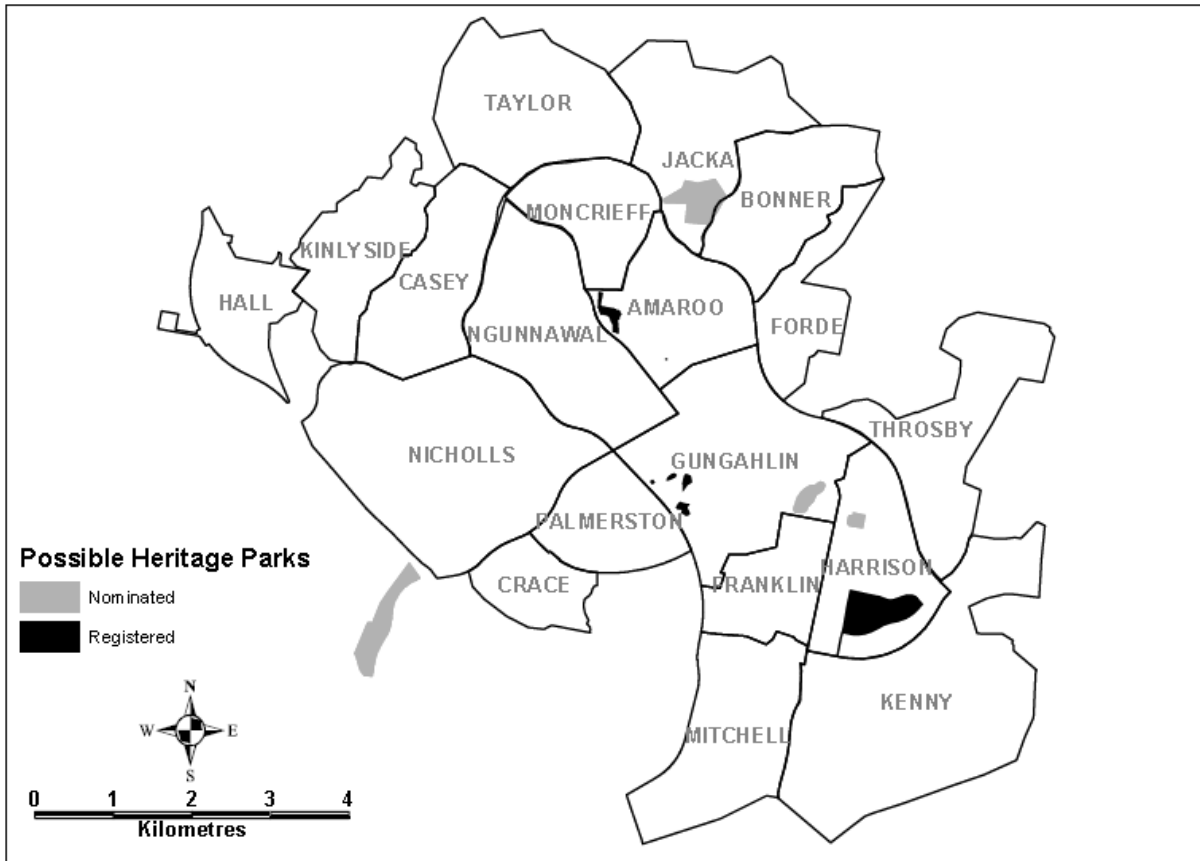 TAYLOR
JACKA
BONNER
MONCRIEFF
KINLYSIDE
CASEY
HALL
AMAROO
FORDE
NGUNNAWAL
THROSBY
NICHOLLS
GUNGAHLIN
PALMERSTON
CRACE
FRANKLIN
HARRISON
KENNY
MITCHELL
Possible Heritage Parks
Nominated
Registered
N
W E
S
0 1 2 3 4
Kilometres